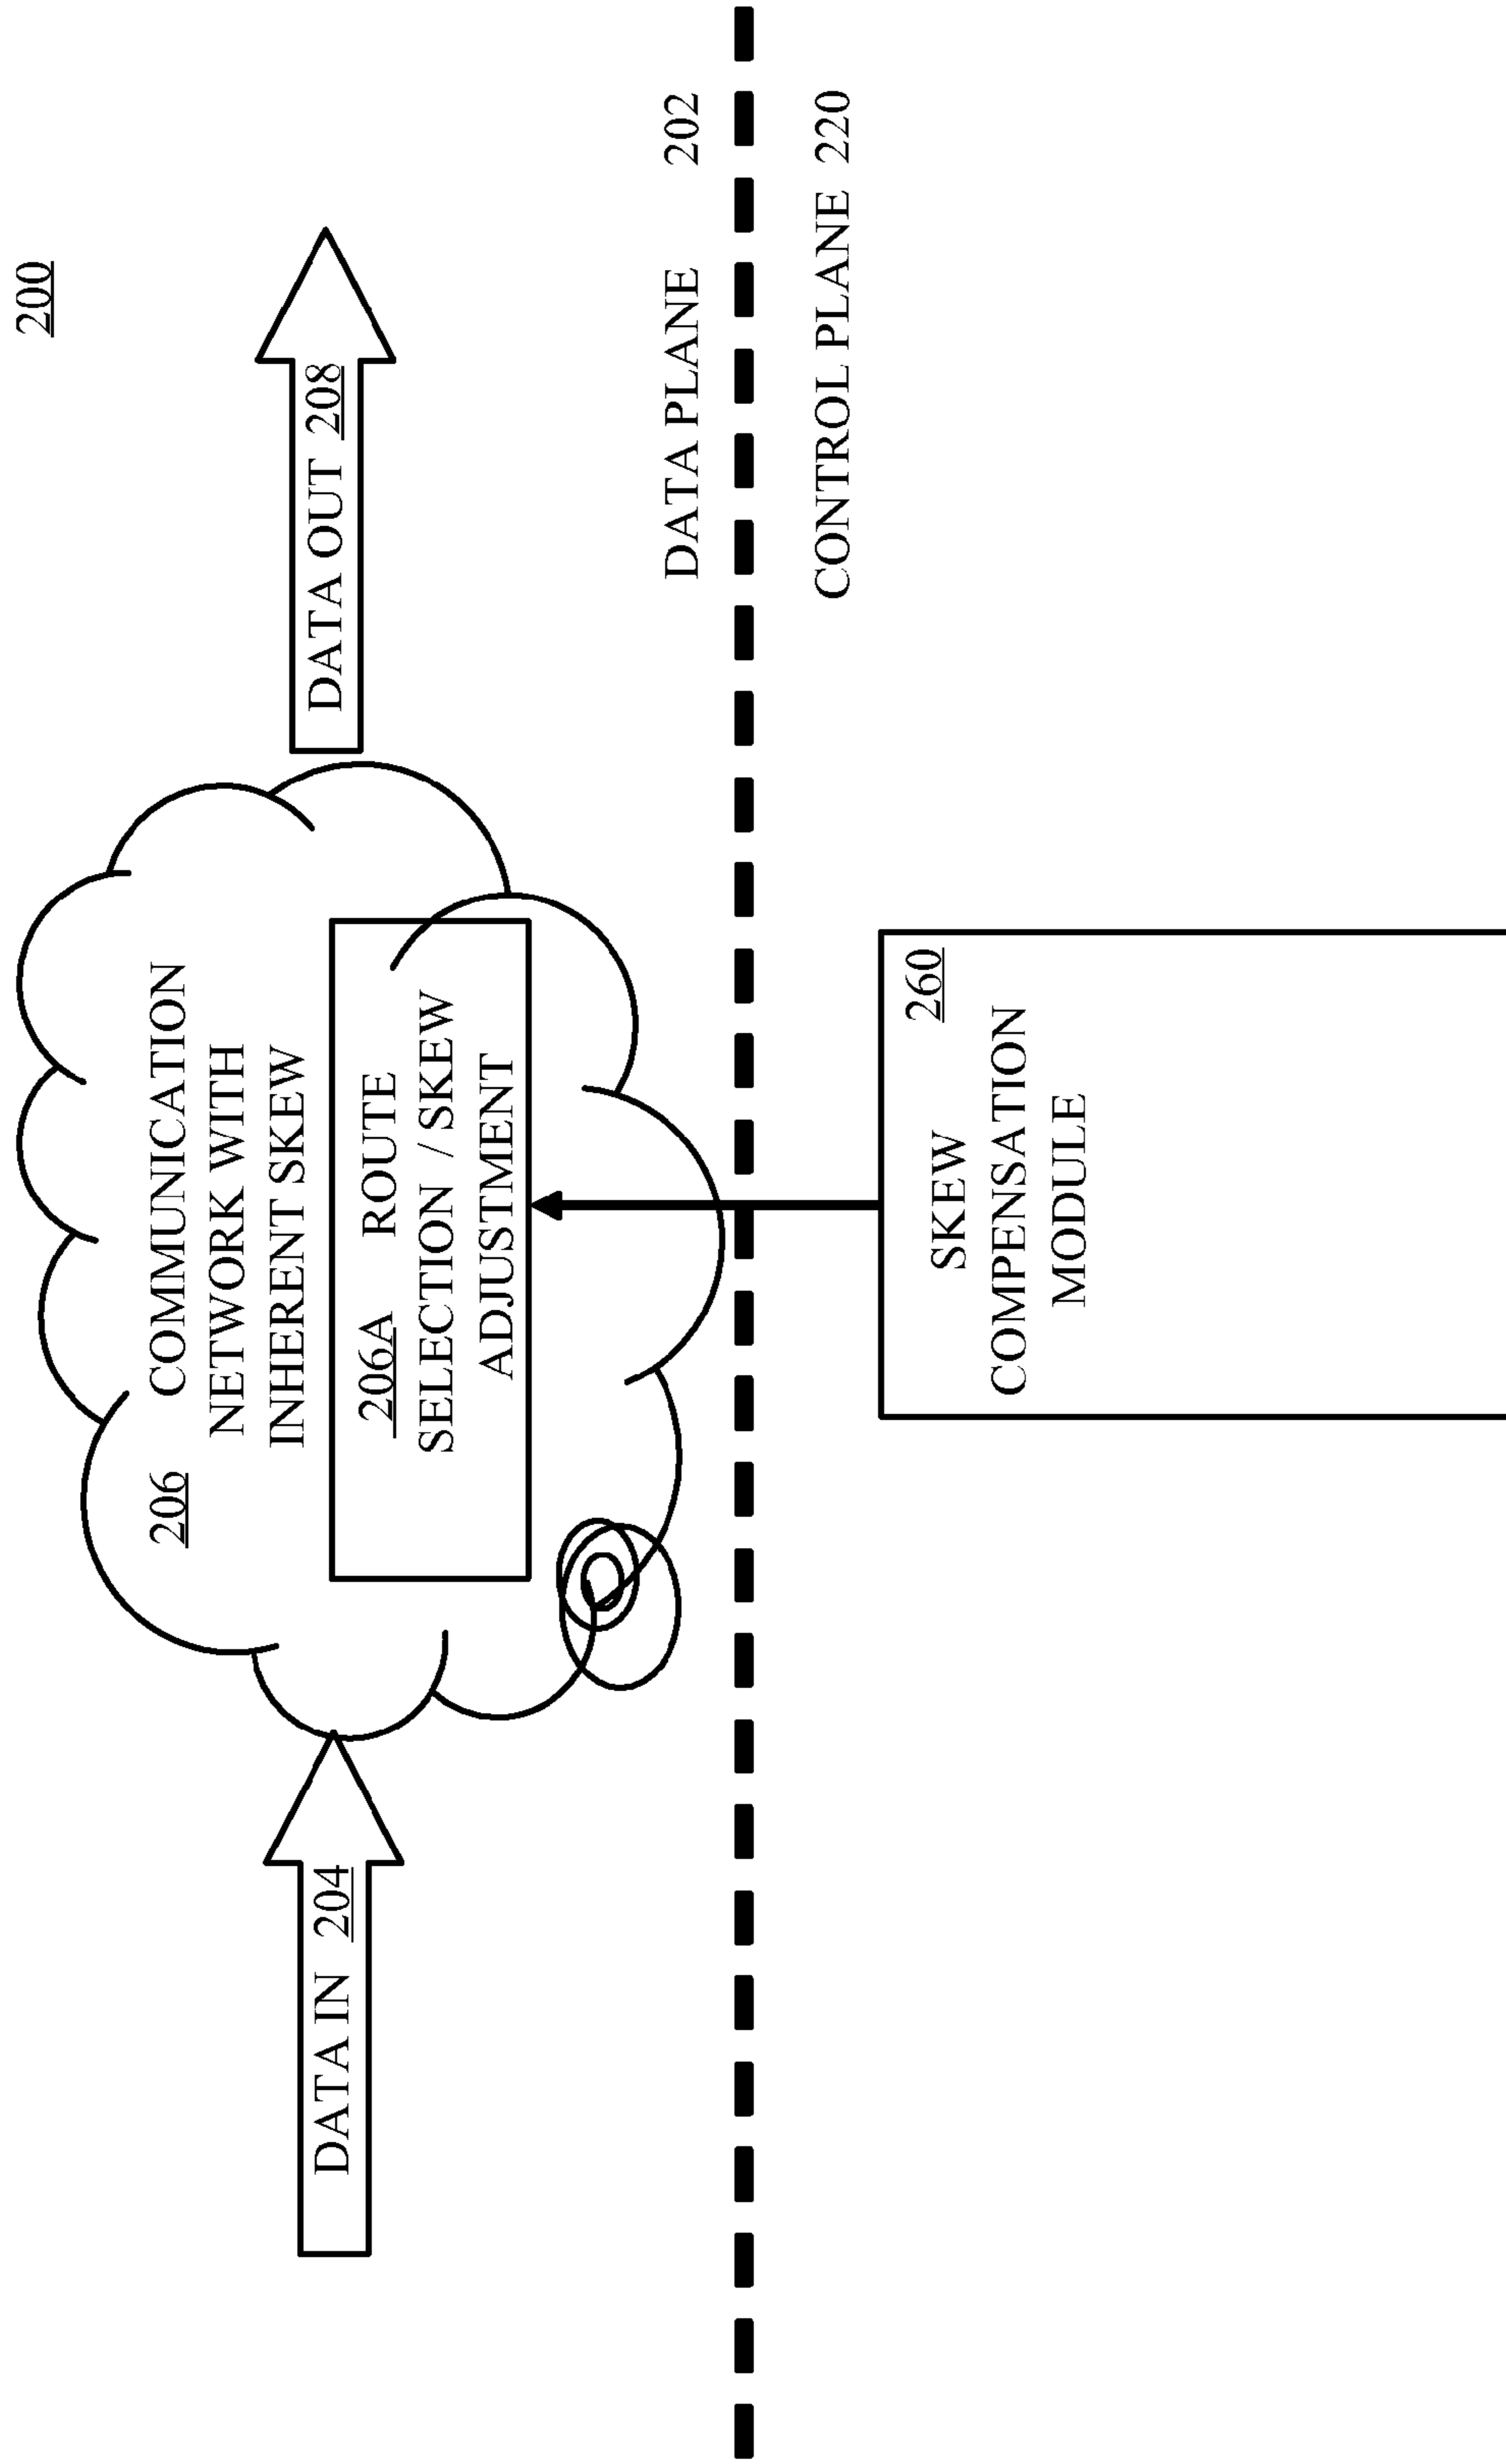 200
206 COMMUNICATION
NETWORK WITH
INHERENT SKEW
DATA IN 204
DATA OUT 208
206A ROUTE
SELECTION / SKEW
ADJUSTMENT
DATA PLANE 202
CONTROL PLANE 220
260
SKEW
COMPENSATION
MODULE